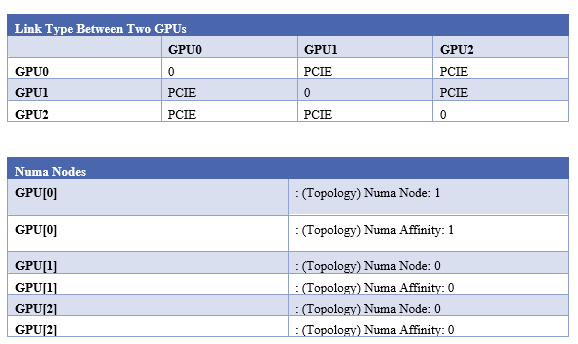 Link Type Between Two GPUs
GPU0 GPU1 GPU2
GPU0 0 PCIE PCIE
GPU1 PCIE 0 PCIE
GPU2 PCIE PCIE 0
Numa Nodes
GPU[0] : (Topology) Numa Node: 1
GPU[0] : (Topology) Numa Affinity: 1
GPU[1] : (Topology) Numa Node: 0
GPU[1] : (Topology) Numa Affinity: 0
GPU[2] : (Topology) Numa Node: 0
GPU[2] : (Topology) Numa Affinity: 0